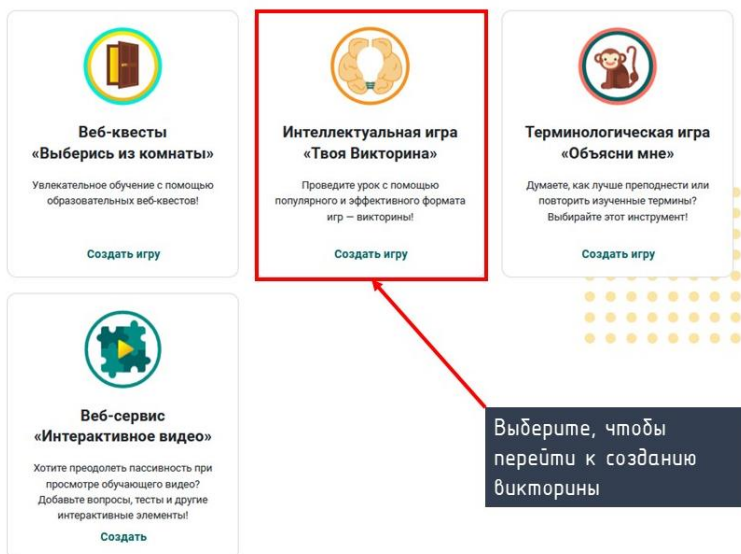 Веб-квесты
«Выберись из комнаты»
Увлекательное обучение с помощью
образовательных веб-квестов!
Создать игру
Интеллектуальная игра
«Твоя Викторина»
Проведите урок с помощью
популярного и эффективного формата
игр — викторины!
Создать игру
Терминологическая игра
«Объясни мне»
Думаете, как лучше преподнести или
повторить изученные термины?
Выбирайте этот инструмент!
Создать игру
Веб-сервис
«Интерактивное видео»
Хотите преодолеть пассивность при
просмотре обучающего видео?
Добавьте вопросы, тесты и другие
интерактивные элементы!
Создать
Выберите, чтобы
перейти к созданию
викторины